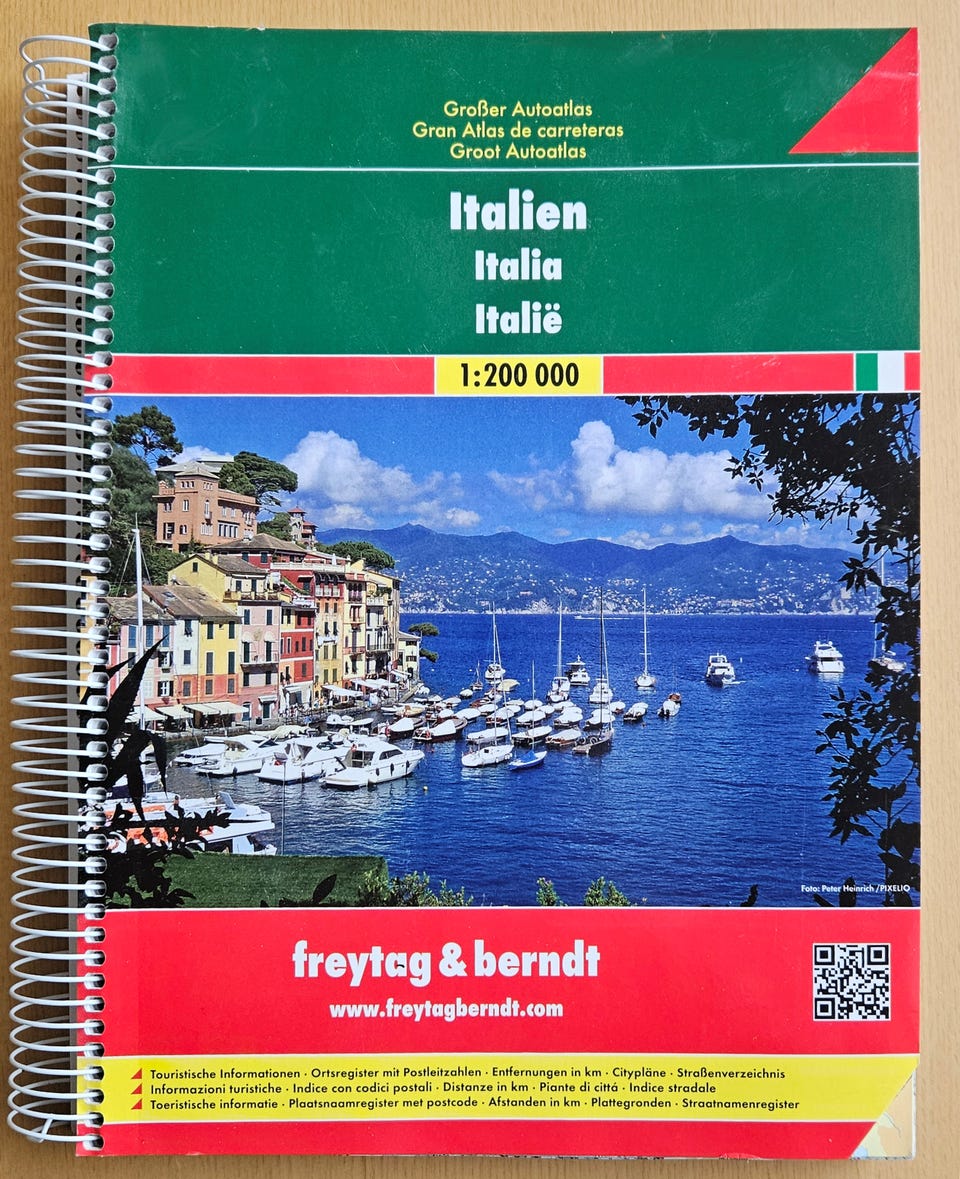 Großer Autoatlas
Gran Atlas de carreteras
Groot Autoatlas
Italien
Italia
Italië
1:200 000
Foto: Peter Heinrich /PIXELIO
freytag & berndt
www.freytagberndt.com
Touristische Informationen · Ortsregister mit Postleitzahlen · Entfernungen in km · Citypläne · Straßenverzeichnis
Informazioni turistiche · Indice con codici postali · Distanze in km · Piante di cittá · Indice stradale
Toeristische informatie · Plaatsnaamregister met postcode · Afstanden in km · Plattegronden · Straatnamenregister